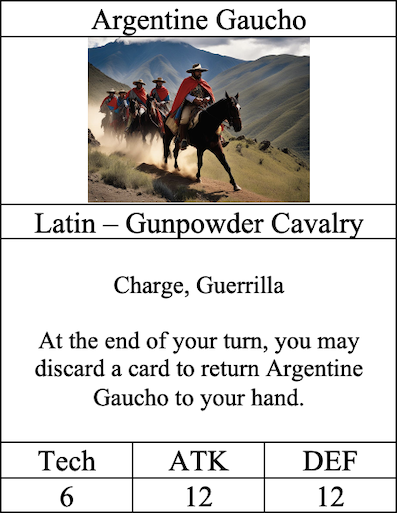 Argentine Gaucho
Latin – Gunpowder Cavalry
Charge, Guerrilla
At the end of your turn, you may
discard a card to return Argentine
Gaucho to your hand.
Tech ATK DEF
6 12 12